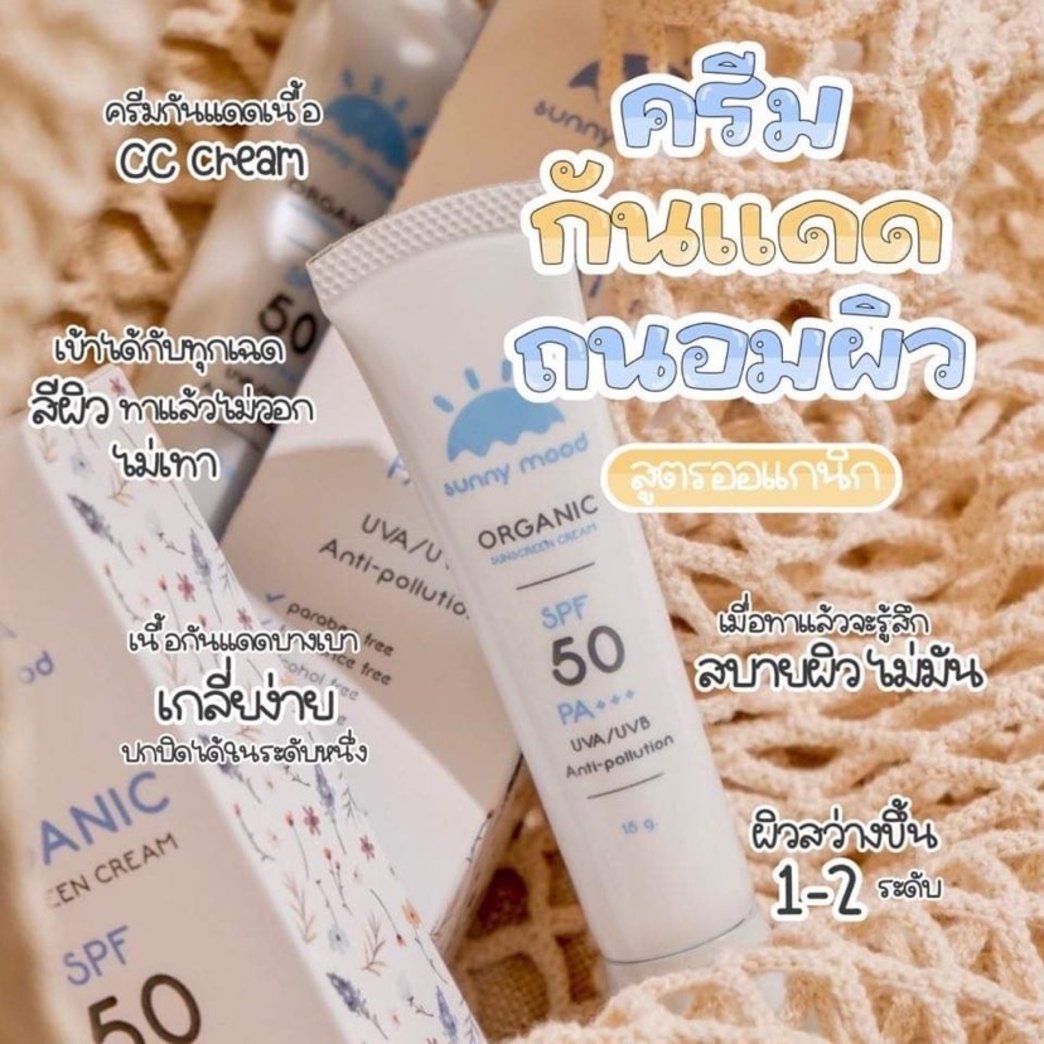 ครีม
กันแดด
ถนอมผิว
สูตรออแกนิก
ครีมกันแดดเนื้อ
CC Cream
เข้าได้กับทุกเฉด
สีผิว ทาแล้วไม่วอก
ไม่เทา
เนื้อกันแดดบางเบา
เกลี่ยง่าย
ปกปิดได้ในระดับหนึ่ง
เมื่อทาแล้วจะรู้สึก
สบายผิว ไม่มัน
ผิวสว่างขึ้น
1-2 ระดับ
sunny mood
ORGANIC
SUNSCREEN CREAM
SPF
50
PA+++
UVA/UVB
Anti-pollution
15 g.
sunny
ORGANIC
50
UVA/U
Anti-pollutio
paraben free
free
free
od
ANIC
EEN CREAM
SPF
50